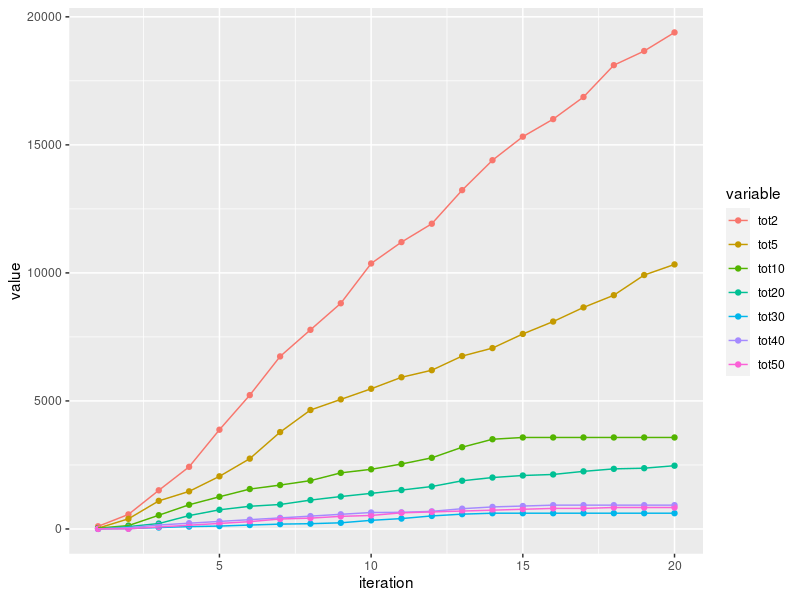 20000
15000
10000
5000
0
value
5
10
15
20
iteration
variable
tot2
tot5
tot10
tot20
tot30
tot40
tot50